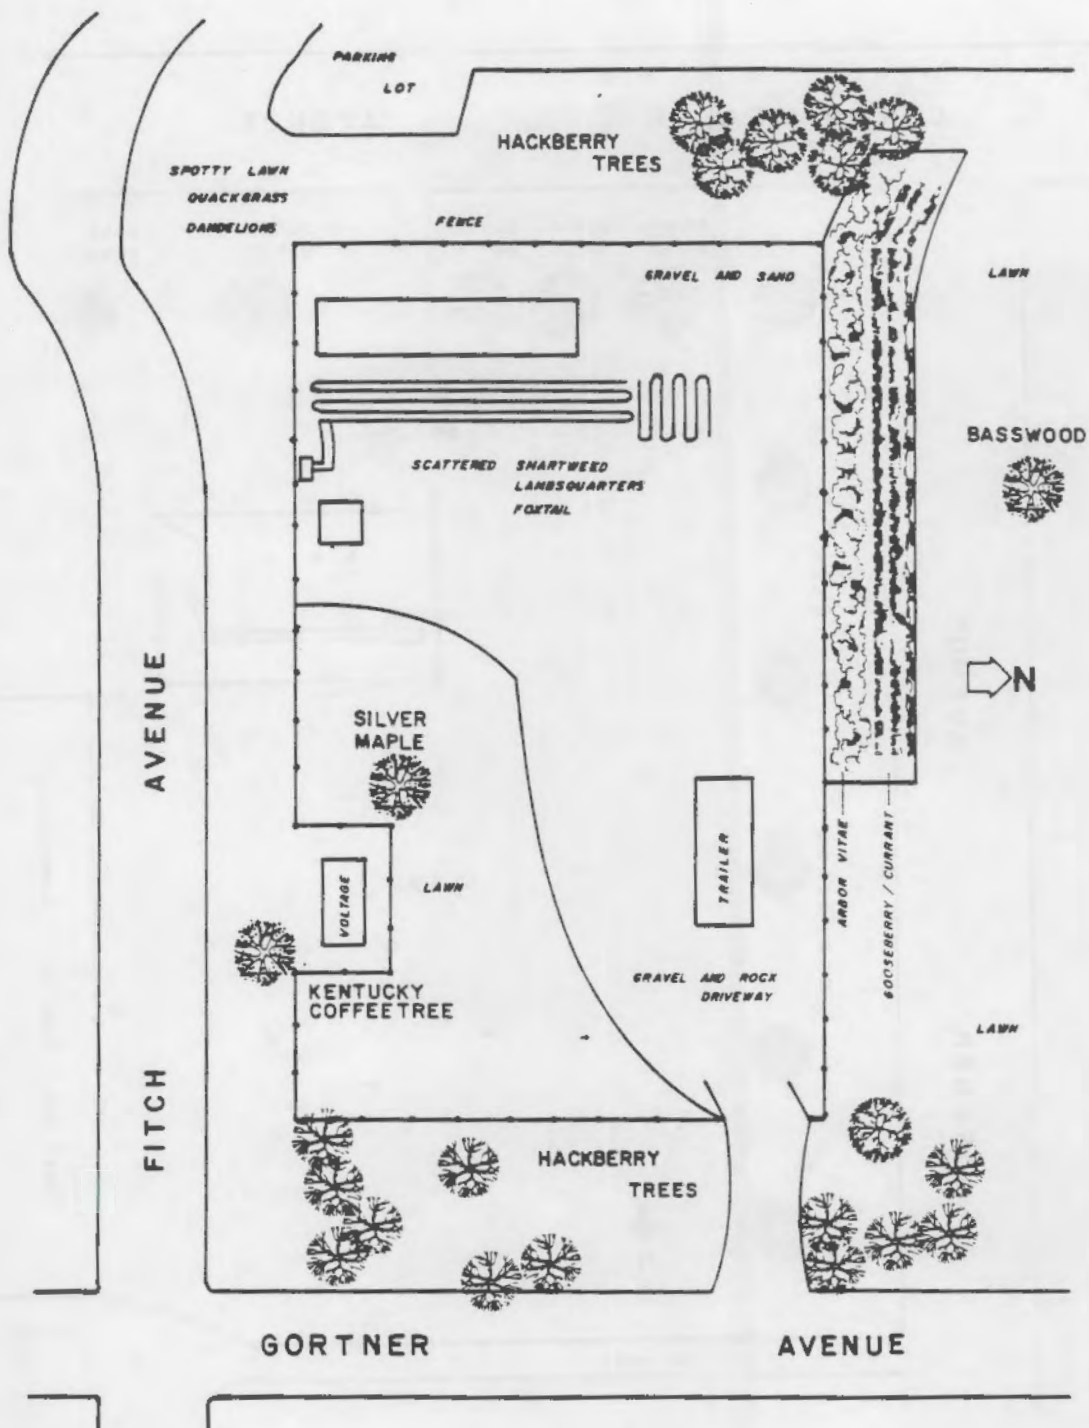 PARKING
LOT
HACKBERRY
TREES
SPOTTY LAWN
QUACKGRASS
DANDELIONS
FENCE
GRAVEL AND SAND
LAWN
BASSWOOD
SCATTERED SMARTWEED
LAMBSQUARTERS
FOXTAIL
N
SILVER
MAPLE
AVENUE
TRAILER
ARBOR VITAE
GOOSEBERRY / CURRANT
VOLTAGE
LAWN
GRAVEL AND ROCK
DRIVEWAY
KENTUCKY
COFFEETREE
LAWN
FITCH
HACKBERRY
TREES
GORTNER AVENUE